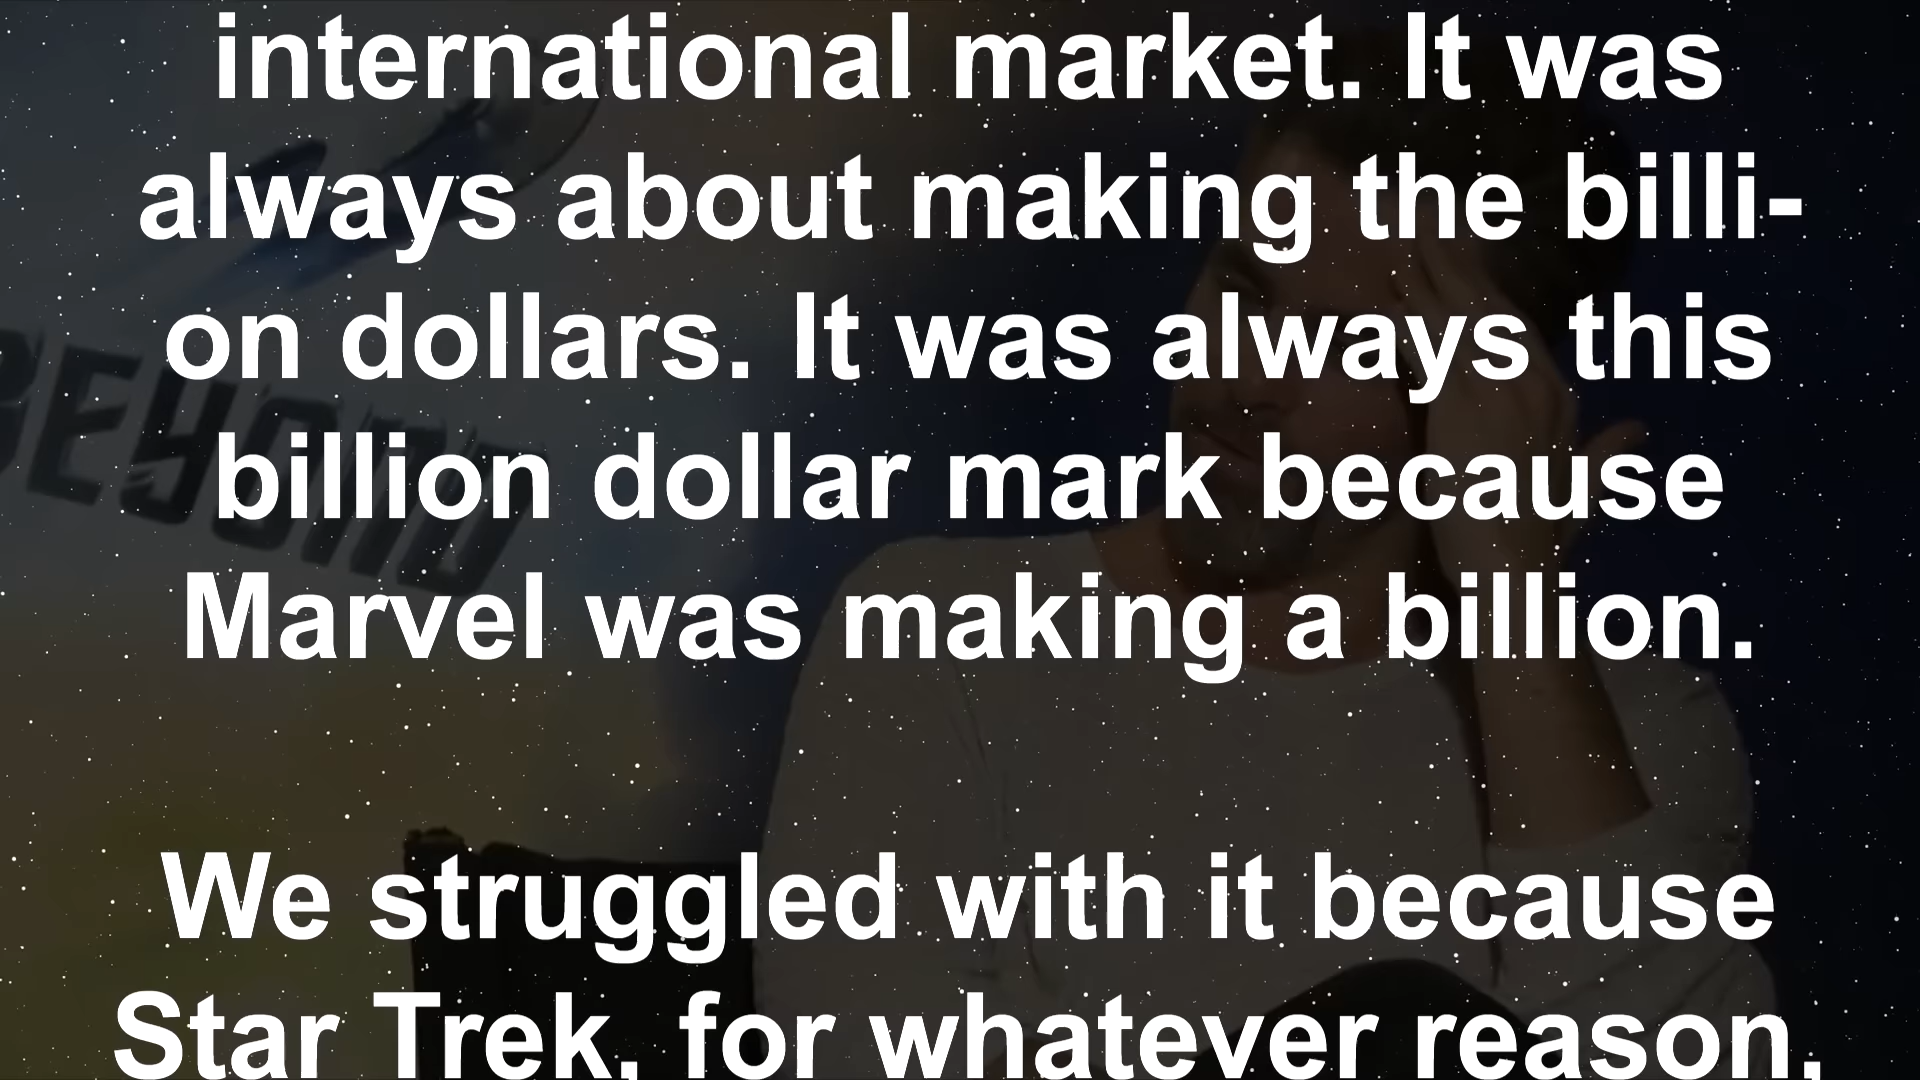 international market. It was
always about making the billi-
on dollars. It was always this
billion dollar mark because
Marvel was making a billion.
We struggled with it because
Star Trek, for whatever reason,
BEYOND